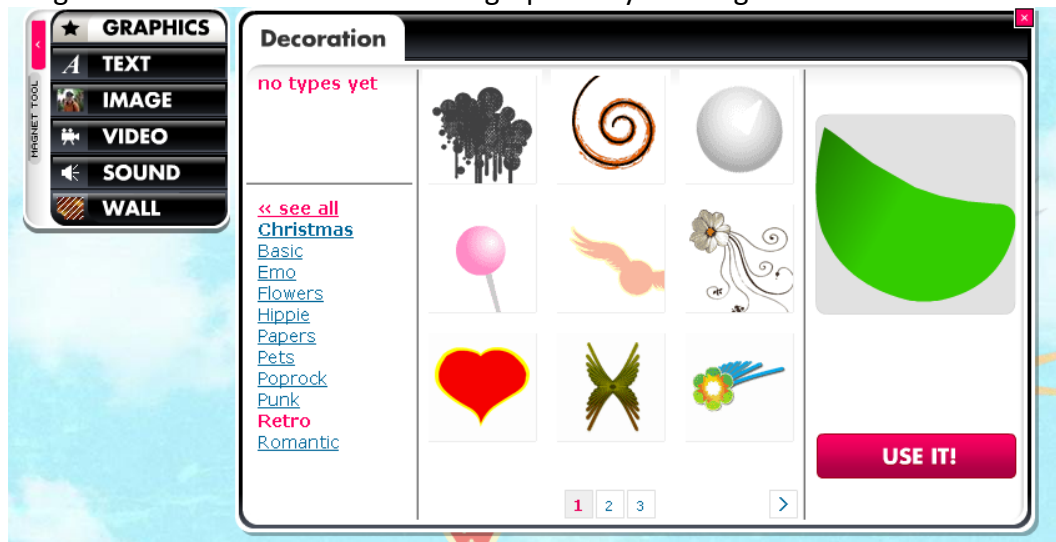 GRAPHICS
TEXT
IMAGE
VIDEO
SOUND
WALL
MAGNET TOOL
Decoration
no types yet
<< see all
Christmas
Basic
Emo
Flowers
Hippie
Papers
Pets
Poprock
Punk
Retro
Romantic
1 2 3
USE IT!